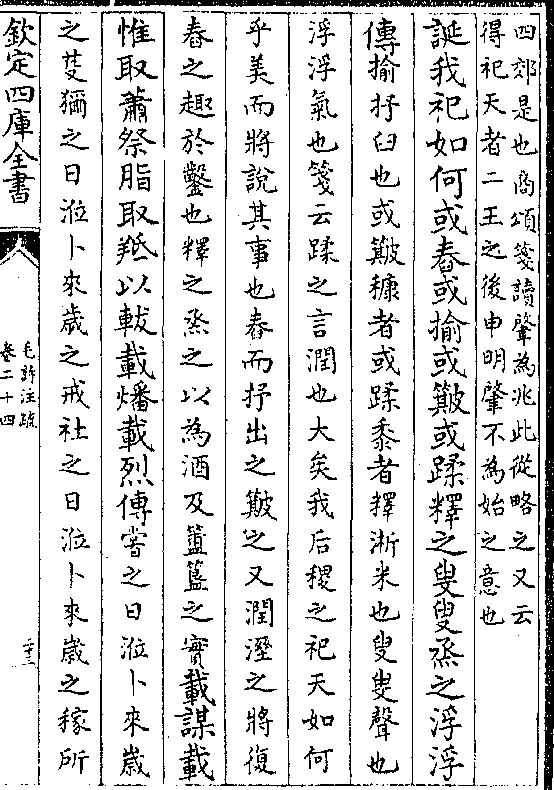 四郊是也商頌箋讀肇為兆此從略之又云
得祀天者二王之後申明肇不為始之意也
誕我祀如何或舂或揄或簸或蹂釋之叟叟烝之浮浮
傳揄抒臼也或簸糠者或蹂黍者釋淅米也叟叟聲也
浮浮氣也箋云蹂之言潤也大矣我后稷之祀天如何
乎美而將說其事也舂而抒出之簸之又潤溼之將復
舂之趣於鑿也釋之烝之以為酒及簠簋之實載謀載
惟取蕭祭脂取羝以軷載燔載烈傳嘗之日涖卜來歲
之芟獮之日涖卜來歲之戒社之日涖卜來歲之稼所
欽定四庫全書
毛詩注疏
卷二十四